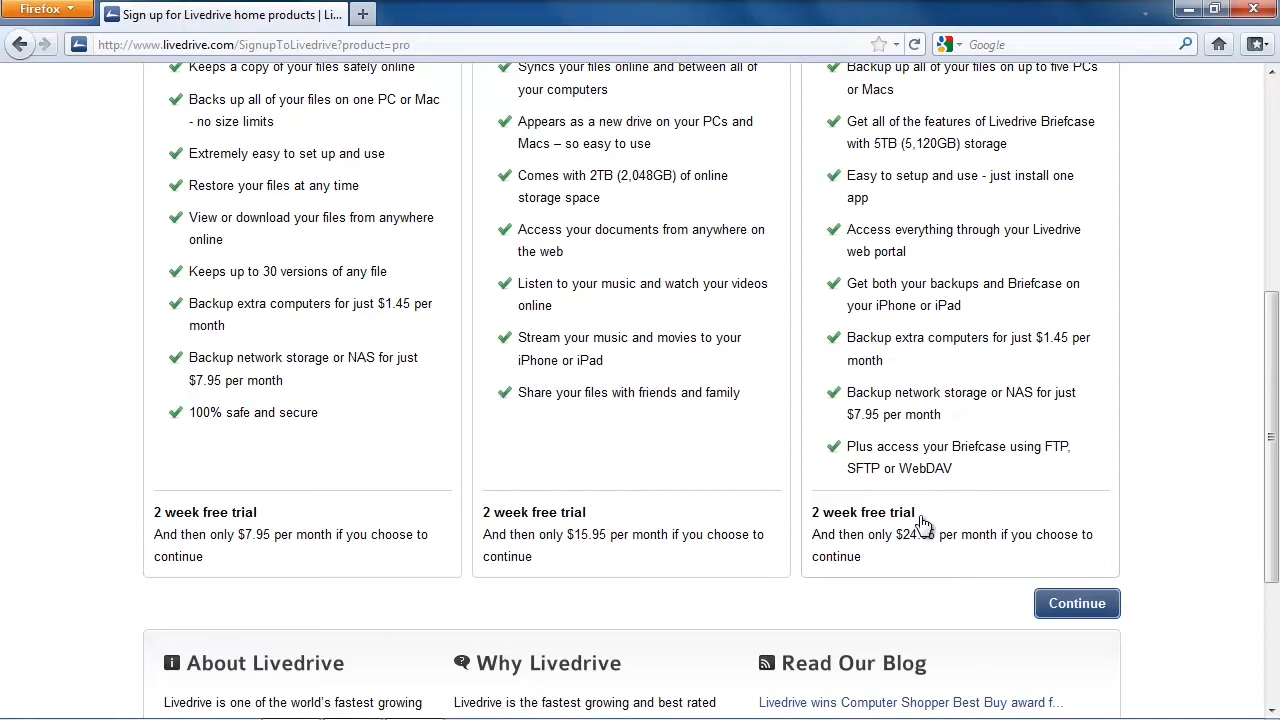 Firefox
Sign up for Livedrive home products | Li...
http://www.livedrive.com/SignupToLivedrive?product=pro
Google
Keeps a copy of your files safely online
Backs up all of your files on one PC or Mac
- no size limits
Extremely easy to set up and use
Restore your files at any time
View or download your files from anywhere
online
Keeps up to 30 versions of any file
Backup extra computers for just $1.45 per
month
Backup network storage or NAS for just
$7.95 per month
100% safe and secure
2 week free trial
And then only $7.95 per month if you choose to
continue
Syncs your files online and between all of
your computers
Appears as a new drive on your PCs and
Macs – so easy to use
Comes with 2TB (2,048GB) of online
storage space
Access your documents from anywhere on
the web
Listen to your music and watch your videos
online
Stream your music and movies to your
iPhone or iPad
Share your files with friends and family
2 week free trial
And then only $15.95 per month if you choose to
continue
Backup up all of your files on up to five PCs
or Macs
Get all of the features of Livedrive Briefcase
with 5TB (5,120GB) storage
Easy to setup and use - just install one
app
Access everything through your Livedrive
web portal
Get both your backups and Briefcase on
your iPhone or iPad
Backup extra computers for just $1.45 per
month
Backup network storage or NAS for just
$7.95 per month
Plus access your Briefcase using FTP,
SFTP or WebDAV
2 week free trial
And then only per month if you choose to
continue
Continue
About Livedrive
Livedrive is one of the world's fastest growing
Why Livedrive
Livedrive is the fastest growing and best rated
Read Our Blog
Livedrive wins Computer Shopper Best Buy award f...